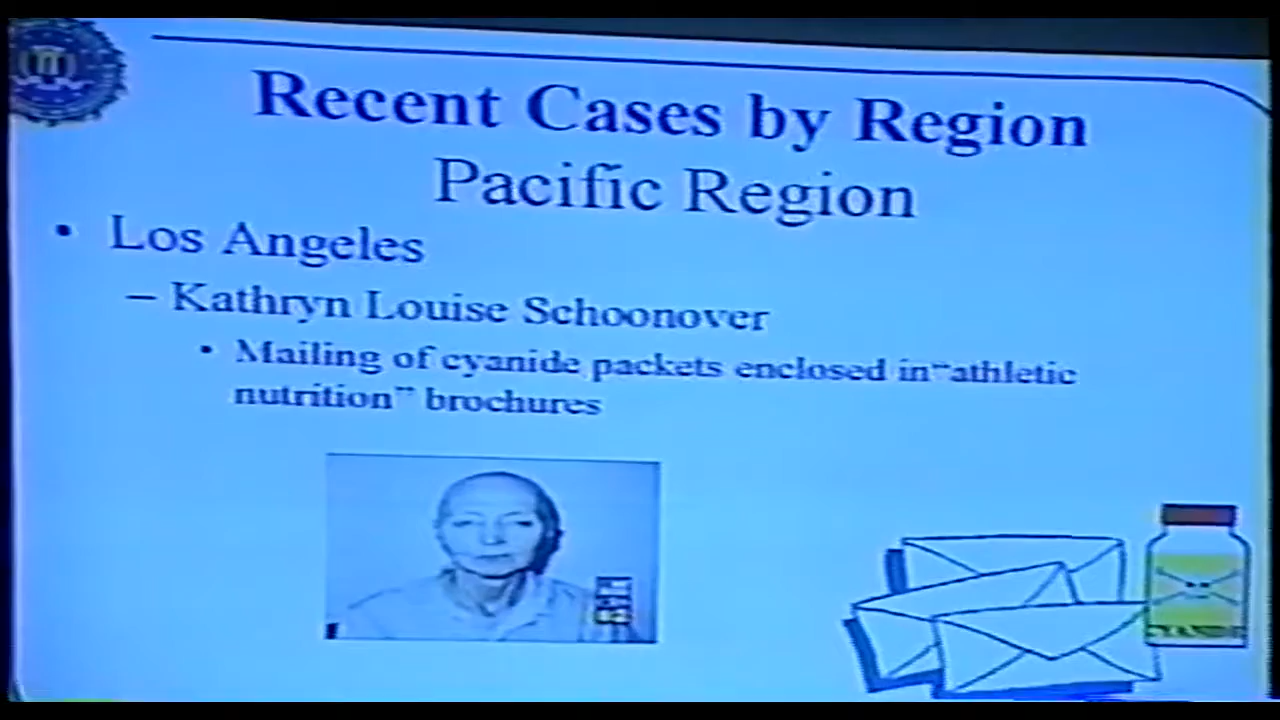 Recent Cases by Region
Pacific Region
• Los Angeles
– Kathryn Louise Schoonover
• Mailing of cyanide packets enclosed in"athletic
nutrition" brochures
CYANIDE